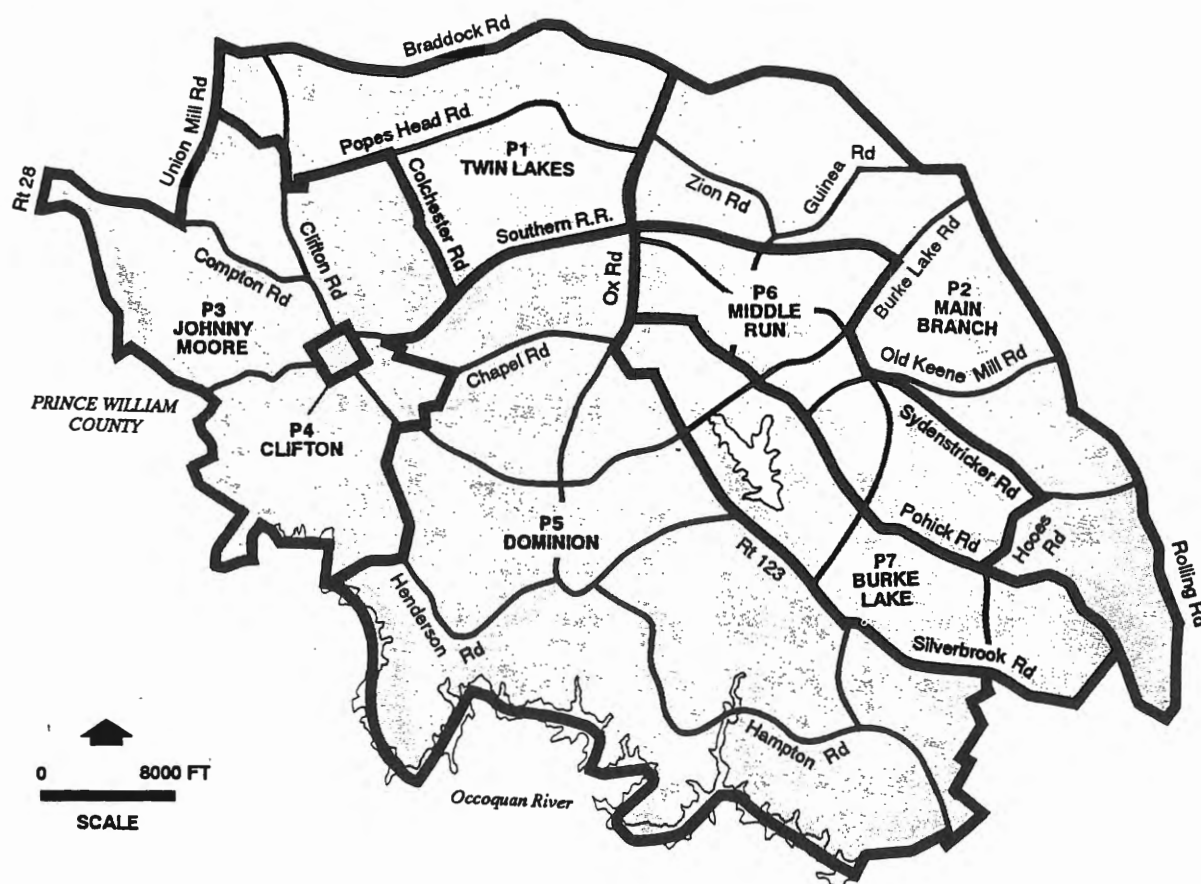 Braddock Rd
Union Mill Rd
Popes Head Rd
P1
TWIN LAKES
Rt 28
Colchester Rd
Zion Rd
Guinea Rd
Southern R.R.
Clifton Rd
Compton Rd
Ox Rd
Burke Lake Rd
P3
JOHNNY
MOORE
P6
MIDDLE
RUN
P2
MAIN
BRANCH
Chapel Rd
Old Keene Mill Rd
PRINCE WILLIAM
COUNTY
P4
CLIFTON
Sydenstricker Rd
P5
DOMINION
Pohick Rd
Hooes
Rd
Rt 123
P7
BURKE
LAKE
Rolling Rd
Henderson
Rd
Silverbrook Rd
Hampton Rd
0 8000 FT
SCALE
Occoquan River